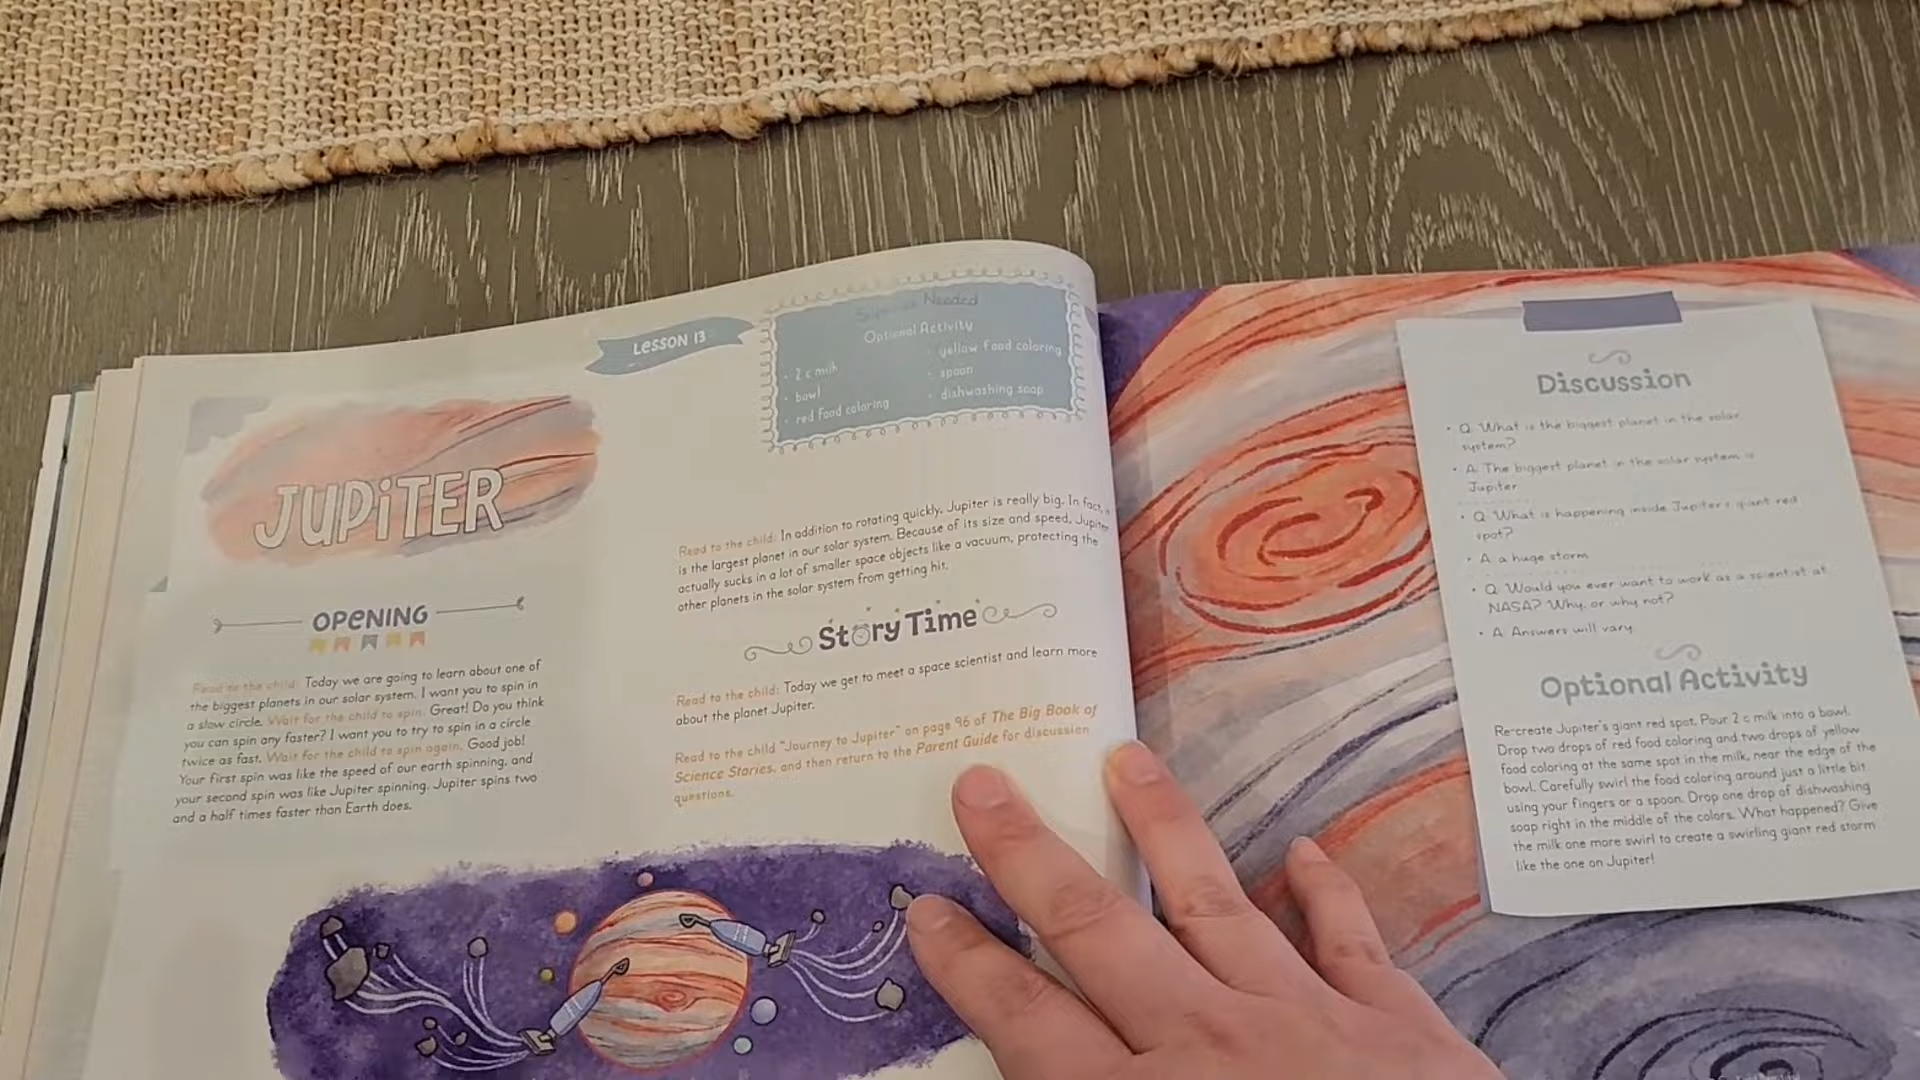 LESSON 13
Supplies Needed
Optional Activity
• 2 c milk
• bowl
• red food coloring
• yellow food coloring
• spoon
• dishwashing soap
JUPITER
OPENING
Read to the child: Today we are going to learn about one of
the biggest planets in our solar system. I want you to spin in
a slow circle. Wait for the child to spin. Great! Do you think
you can spin any faster? I want you to try to spin in a circle
twice as fast. Wait for the child to spin again. Good job!
Your first spin was like the speed of our earth spinning, and
your second spin was like Jupiter spinning. Jupiter spins two
and a half times faster than Earth does.
Read to the child: In addition to rotating quickly, Jupiter is really big. In fact, it
is the largest planet in our solar system. Because of its size and speed, Jupiter
actually sucks in a lot of smaller space objects like a vacuum, protecting the
other planets in the solar system from getting hit.
Story Time
Read to the child: Today we get to meet a space scientist and learn more
about the planet Jupiter.
Read to the child "Journey to Jupiter" on page 96 of The Big Book of
Science Stories, and then return to the Parent Guide for discussion
questions.
Discussion
• Q: What is the biggest planet in the solar
system?
• A: The biggest planet in the solar system is
Jupiter
• Q: What is happening inside Jupiter's giant red
spot?
• A: a huge storm
• Q: Would you ever want to work as a scientist at
NASA? Why, or why not?
• A: Answers will vary.
Optional Activity
Re-create Jupiter's giant red spot. Pour 2 c milk into a bowl.
Drop two drops of red food coloring and two drops of yellow
food coloring at the same spot in the milk, near the edge of the
bowl. Carefully swirl the food coloring around just a little bit
using your fingers or a spoon. Drop one drop of dishwashing
soap right in the middle of the colors. What happened? Give
the milk one more swirl to create a swirling giant red storm
like the one on Jupiter!